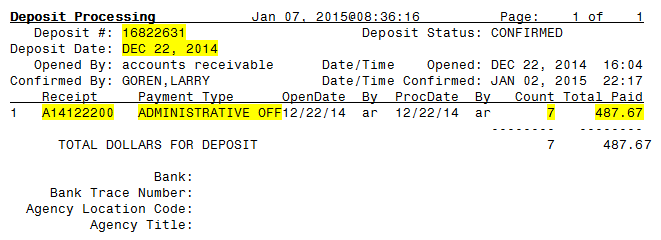 Deposit Processing Jan 07, 2015@08:36:16 Page: 1 of 1
Deposit #: 16822631 Deposit Status: CONFIRMED
Deposit Date: DEC 22, 2014
Opened By: accounts receivable Date/Time Opened: DEC 22, 2014 16:04
Confirmed By: GOREN,LARRY Date/Time Confirmed: JAN 02, 2015 22:17
Receipt Payment Type OpenDate By ProcDate By Count Total Paid
1 A14122200 ADMINISTRATIVE OFF12/22/14 ar 12/22/14 ar 7 487.67
-------- --------
TOTAL DOLLARS FOR DEPOSIT 7 487.67
Bank:
Bank Trace Number:
Agency Location Code:
Agency Title: